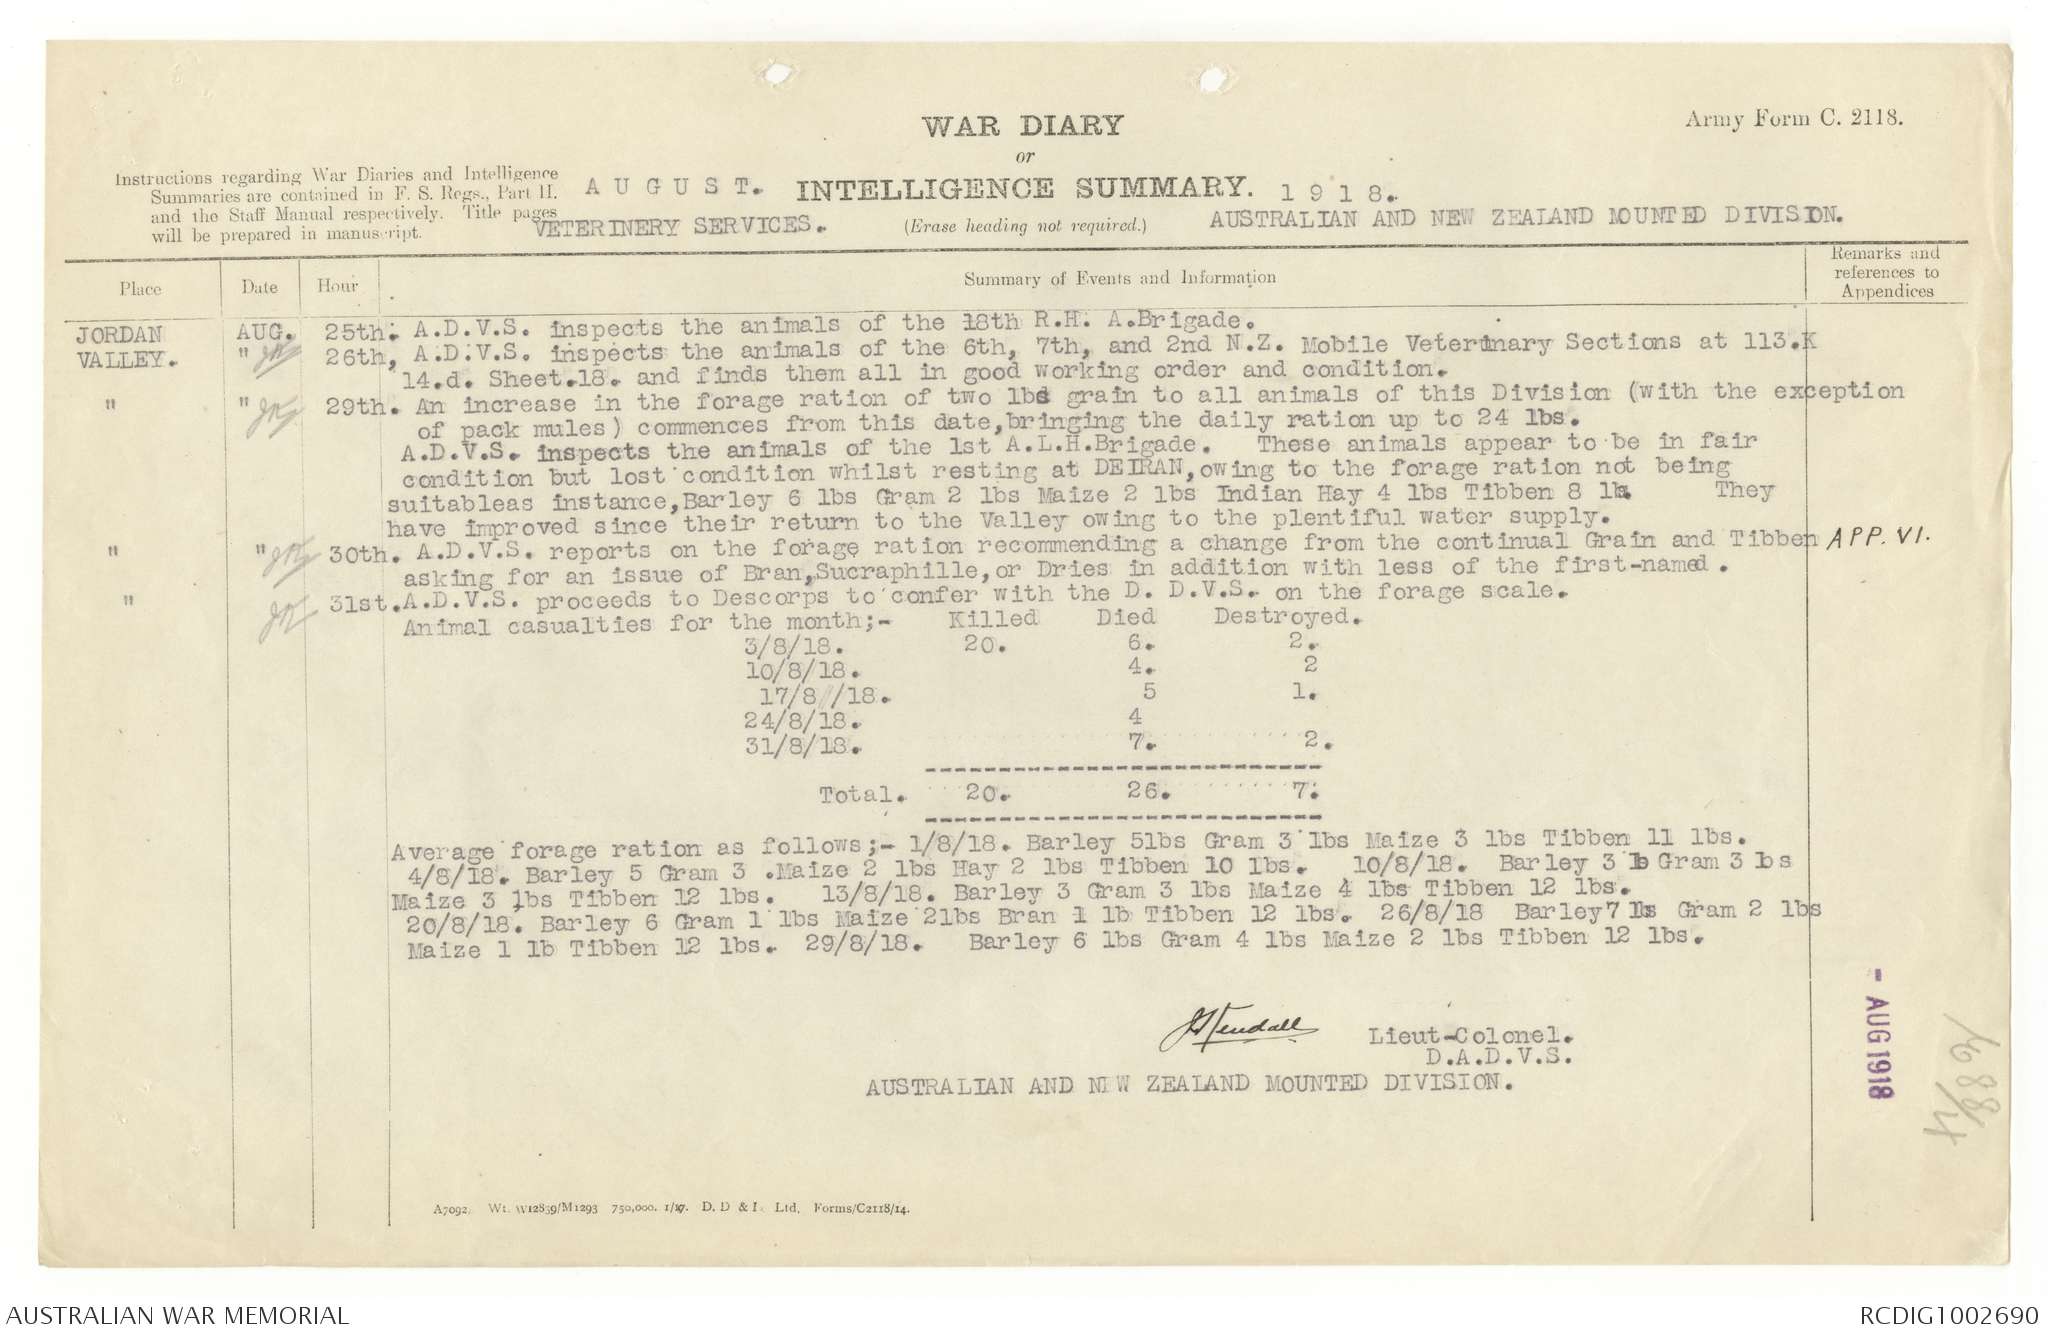 WAR DIARY
or
INTELLIGENCE SUMMARY.
Army Form C. 2118.
Instructions regarding War Diaries and Intelligence
Summaries are contained in F. S. Regs., Part II.
and the Staff Manual respectively. Title pages
will be prepared in manuscript.
A U G U S T.
1 9 1 8.
VETERINERY SERVICES.
(Erase heading not required.)
AUSTRALIAN AND NEW ZEALAND MOUNTED DIVISION.
Place Date Hour Summary of Events and Information Remarks and references to Appendices
JORDAN AUG. 25th. A.D.V.S. inspects the animals of the 18th R.H. A.Brigade.
VALLEY. " 26th, A.D.V.S. inspects the animals of the 6th, 7th, and 2nd N.Z. Mobile Veterinary Sections at 113.K
14.d. Sheet.18. and finds them all in good working order and condition.
" " 29th. An increase in the forage ration of two lbs grain to all animals of this Division (with the exception
of pack mules) commences from this date,bringing the daily ration up to 24 lbs.
A.D.V.S. inspects the animals of the 1st A.L.H.Brigade. These animals appear to be in fair
condition but lost condition whilst resting at DEIRAN,owing to the forage ration not being
suitableas instance,Barley 6 lbs Gram 2 lbs Maize 2 lbs Indian Hay 4 lbs Tibben 8 lbs. They
have improved since their return to the Valley owing to the plentiful water supply.
" " 30th. A.D.V.S. reports on the forage ration recommending a change from the continual Grain and Tibben APP. VI.
asking for an issue of Bran,Sucraphille,or Dries in addition with less of the first-named.
" 31st.A.D.V.S. proceeds to Descorps to confer with the D. D.V.S. on the forage scale.
Animal casualties for the month;- Killed Died Destroyed.
3/8/18. 20. 6. 2.
10/8/18. 4. 2
17/8//18. 5 1.
24/8/18. 4
31/8/18. 7. 2.
Total. 20. 26. 7.
Average forage ration as follows;- 1/8/18. Barley 5lbs Gram 3 lbs Maize 3 lbs Tibben 11 lbs.
4/8/18. Barley 5 Gram 3 .Maize 2 lbs Hay 2 lbs Tibben 10 lbs. 10/8/18. Barley 3 lb Gram 3 lbs
Maize 3 lbs Tibben 12 lbs. 13/8/18. Barley 3 Gram 3 lbs Maize 4 lbs Tibben 12 lbs.
20/8/18. Barley 6 Gram 1 lbs Maize 2lbs Bran 1 lb Tibben 12 lbs. 26/8/18 Barley7 lbs Gram 2 lbs
Maize 1 lb Tibben 12 lbs. 29/8/18. Barley 6 lbs Gram 4 lbs Maize 2 lbs Tibben 12 lbs.
JKendall Lieut-Colonel.
D.A.D.V.S.
AUSTRALIAN AND NEW ZEALAND MOUNTED DIVISION.
- AUG 1918
A7092. Wt. W12839/M1293 750,000. 1/17. D. D & L. Ltd. Forms/C2118/14.
AUSTRALIAN WAR MEMORIAL
RCDIG1002690